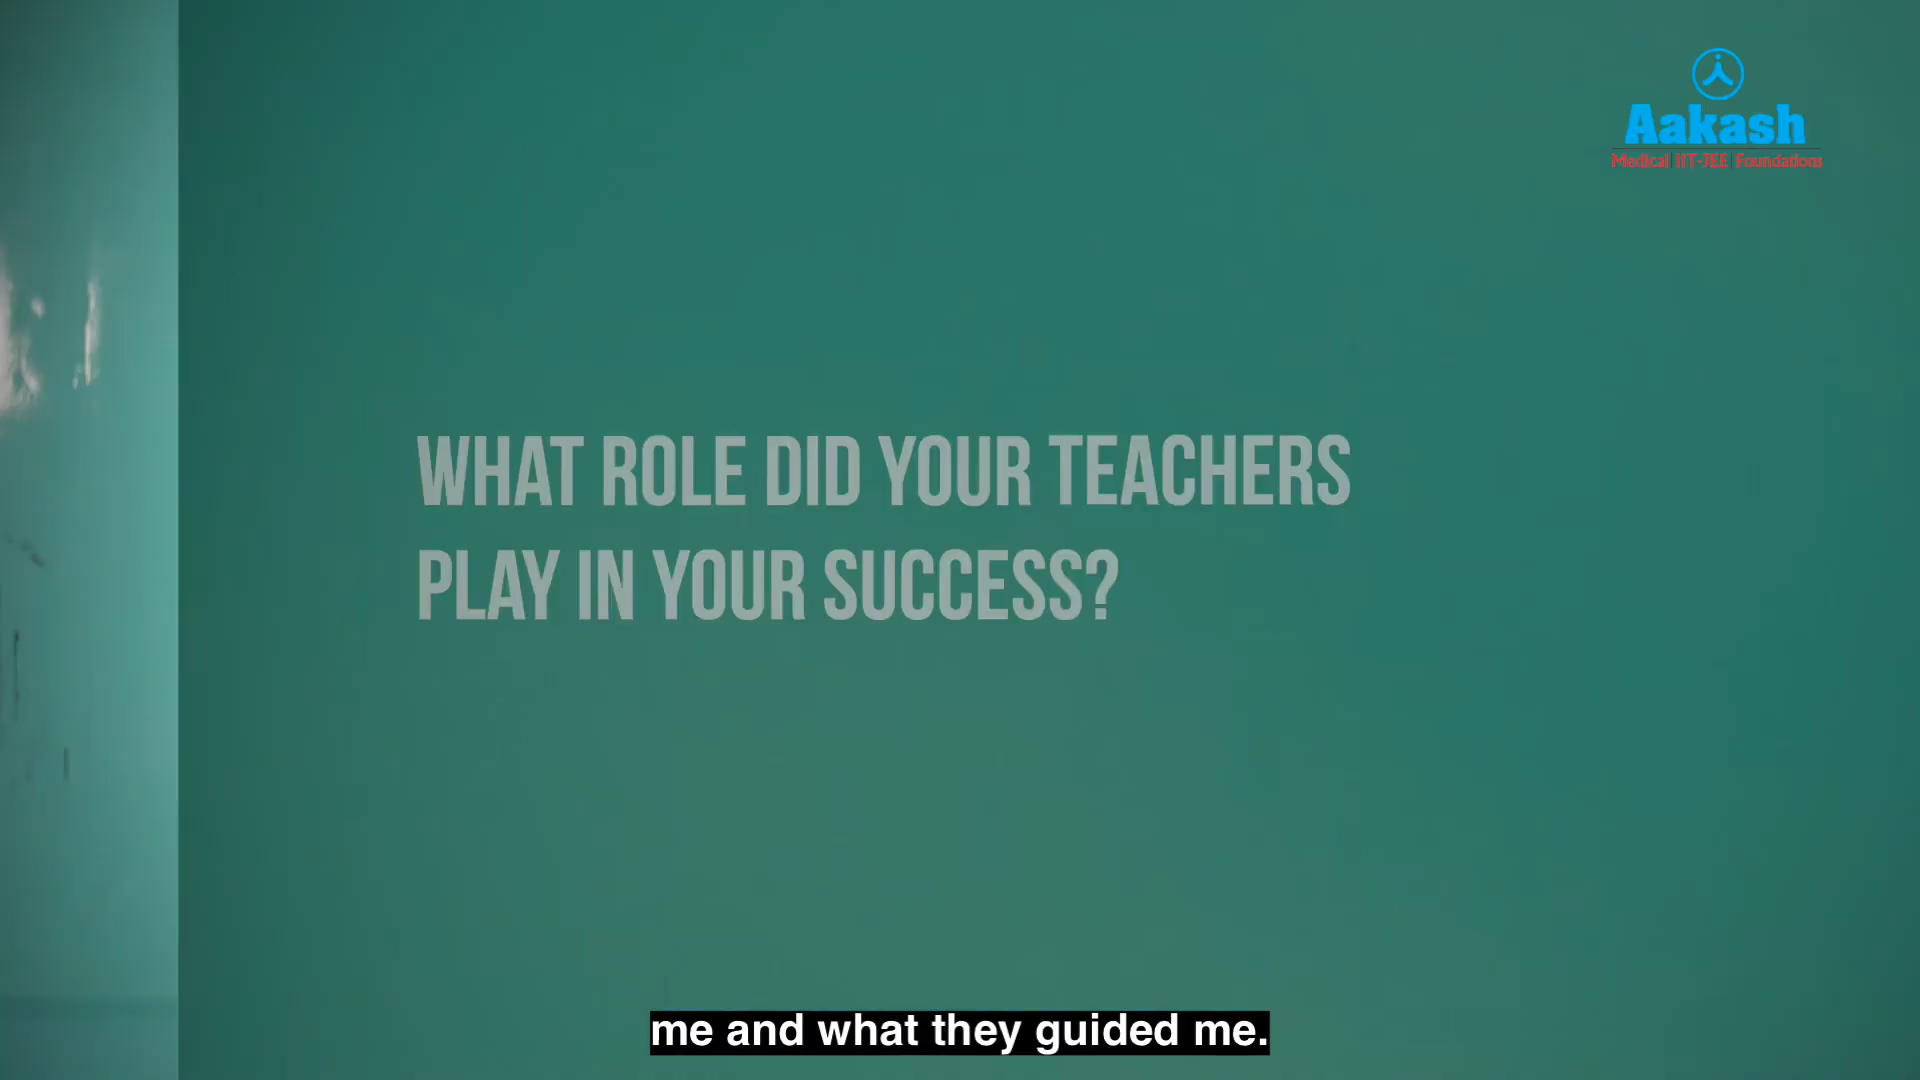 Aakash
Medical | IIT-JEE | Foundations
WHAT ROLE DID YOUR TEACHERS
PLAY IN YOUR SUCCESS?
me and what they guided me.